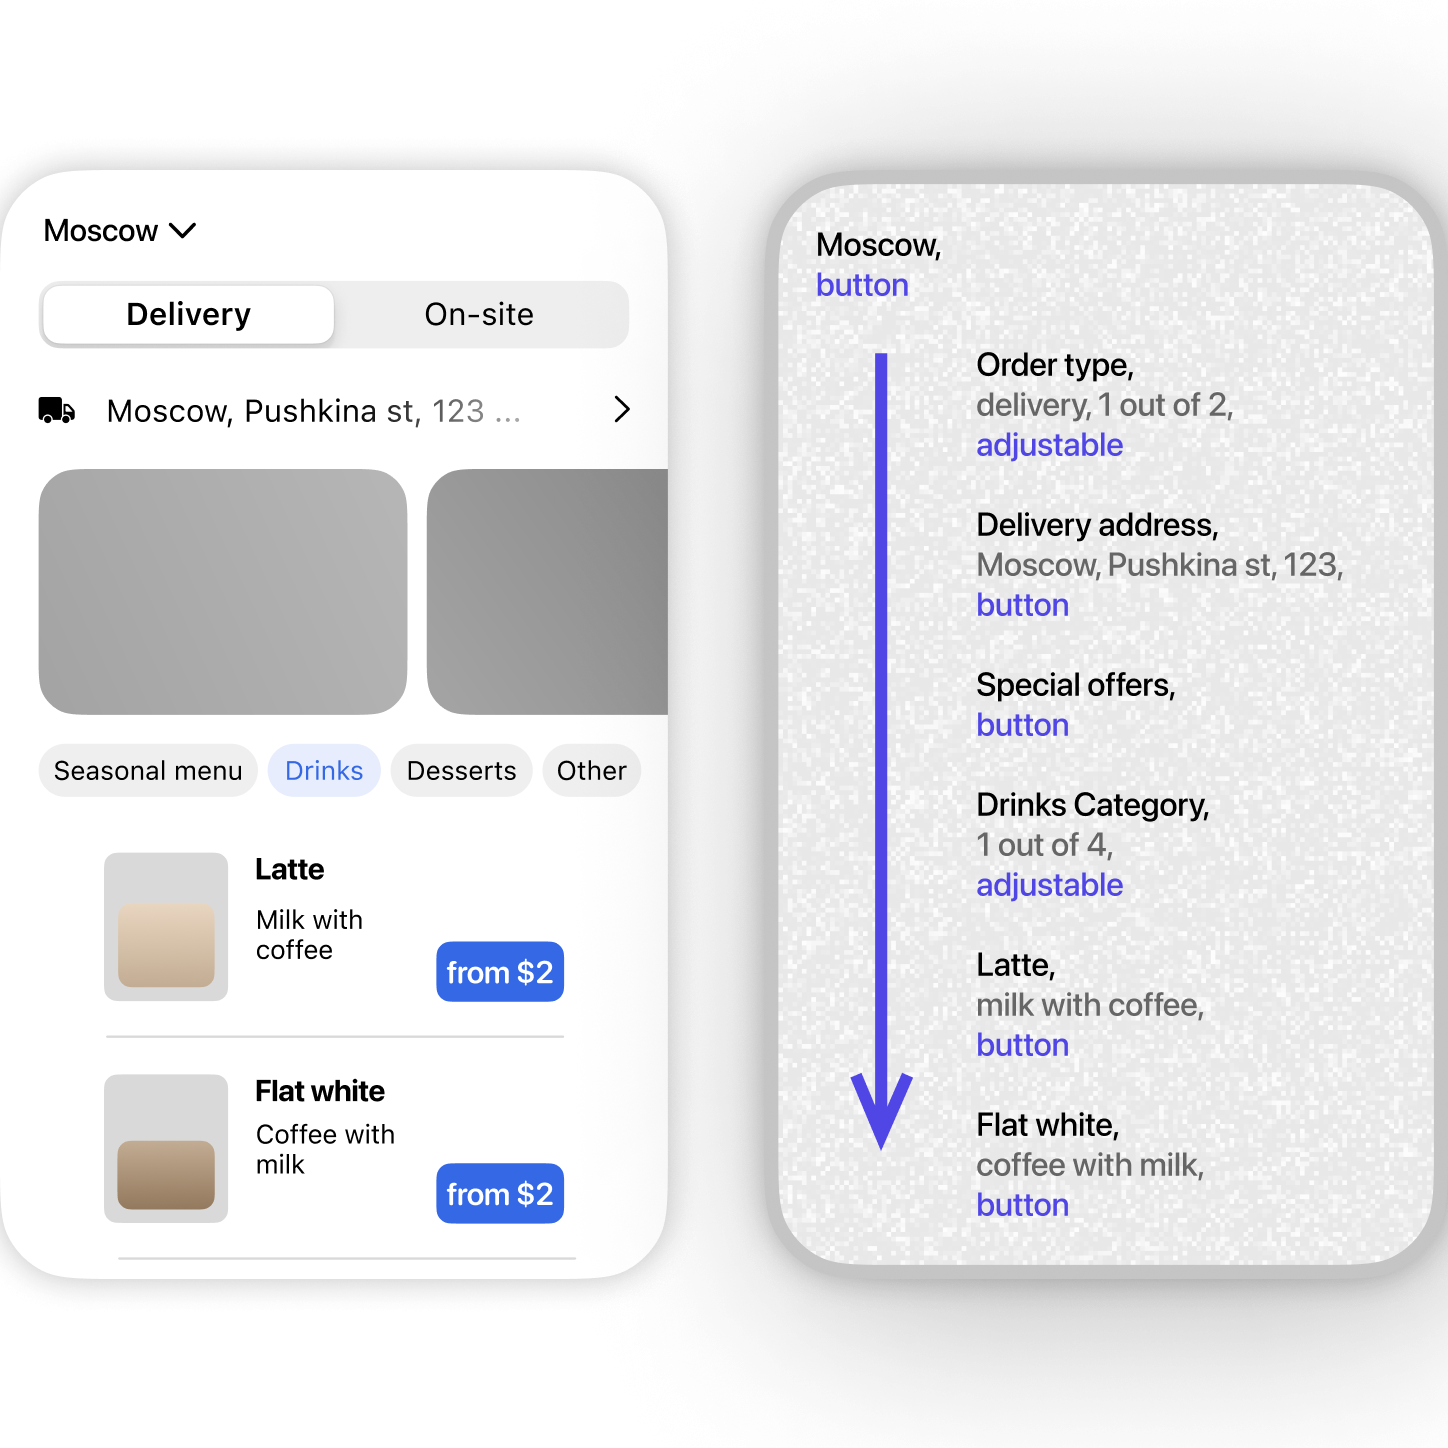 Moscow
Delivery
On-site
Moscow, Pushkina st, 123 ...
Seasonal menu
Drinks
Desserts
Other
Latte
Milk with
coffee
from $2
Flat white
Coffee with
milk
from $2
Moscow,
button
Order type,
delivery, 1 out of 2,
adjustable
Delivery address,
Moscow, Pushkina st, 123,
button
Special offers,
button
Drinks Category,
1 out of 4,
adjustable
Latte,
milk with coffee,
button
Flat white,
coffee with milk,
button